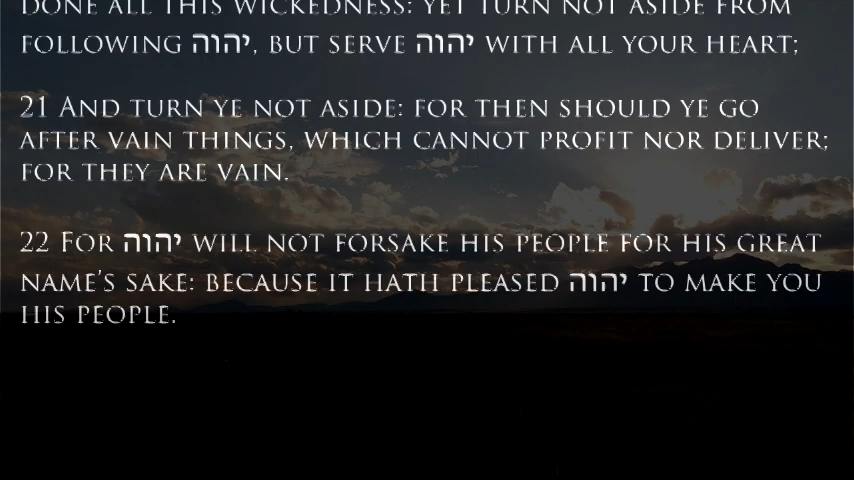 DONE ALL THIS WICKEDNESS: YET TURN NOT ASIDE FROM
FOLLOWING יהוה, BUT SERVE יהוה WITH ALL YOUR HEART;
21 AND TURN YE NOT ASIDE: FOR THEN SHOULD YE GO
AFTER VAIN THINGS, WHICH CANNOT PROFIT NOR DELIVER;
FOR THEY ARE VAIN.
22 FOR יהוה WILL NOT FORSAKE HIS PEOPLE FOR HIS GREAT
NAME'S SAKE: BECAUSE IT HATH PLEASED יהוה TO MAKE YOU
HIS PEOPLE.